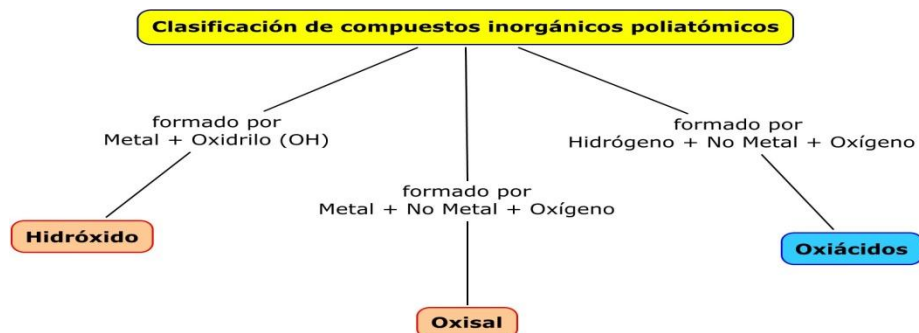 Clasificación de compuestos inorgánicos poliatómicos
formado por
Metal + Oxidrilo (OH)
formado por
Hidrógeno + No Metal + Oxígeno
formado por
Metal + No Metal + Oxígeno
Hidróxido
Oxiácidos
Oxisal